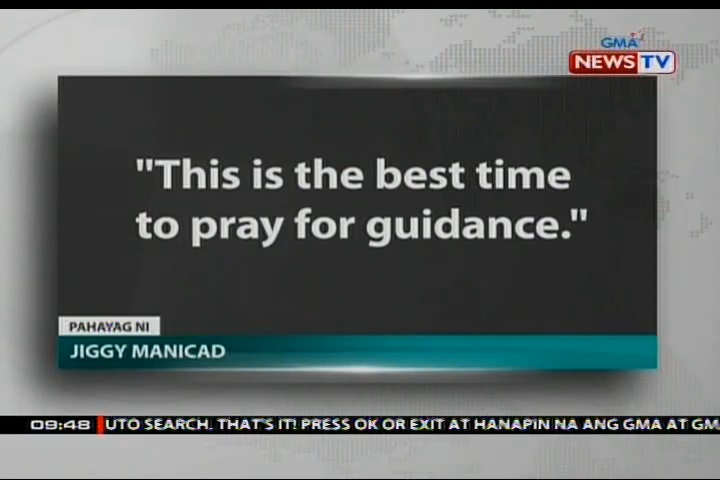 GMA
NEWS TV
"This is the best time
to pray for guidance."
PAHAYAG NI
JIGGY MANICAD
09:48 UTO SEARCH. THAT'S IT! PRESS OK OR EXIT AT HANAPIN NA ANG GMA AT GM